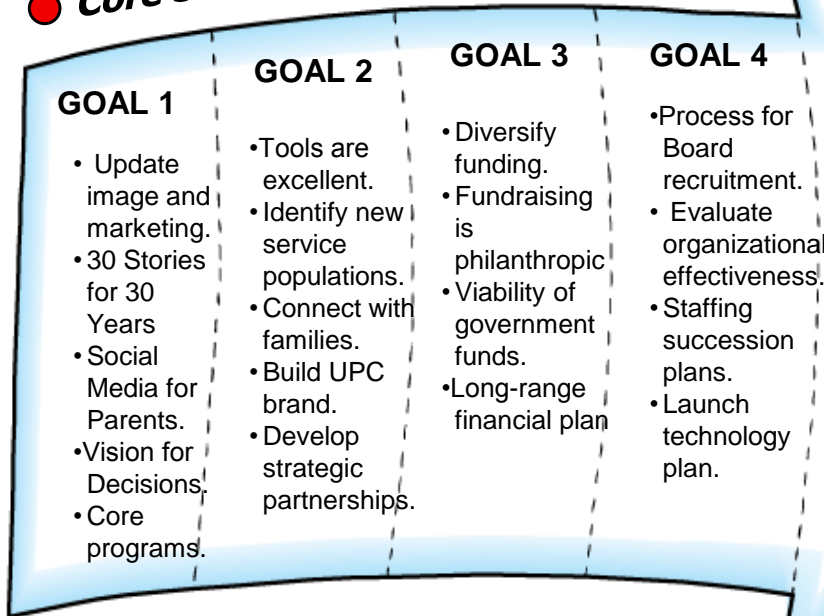 Core
GOAL 1
• Update
image and
marketing.
• 30 Stories
for 30
Years
• Social
Media for
Parents.
•Vision for
Decisions.
• Core
programs.
GOAL 2
•Tools are
excellent.
• Identify new
service
populations.
• Connect with
families.
• Build UPC
brand.
• Develop
strategic
partnerships.
GOAL 3
• Diversify
funding.
• Fundraising
is
philanthropic
• Viability of
government
funds.
•Long-range
financial plan
GOAL 4
•Process for
Board
recruitment.
• Evaluate
organizational
effectiveness.
• Staffing
succession
plans.
• Launch
technology
plan.